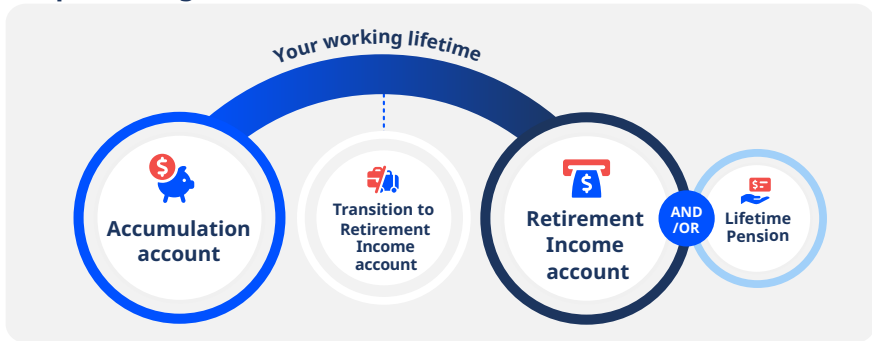 Your working lifetime
$
Accumulation
account
Transition to
Retirement
Income
account
$
Retirement
Income
account
AND
/OR
$
Lifetime
Pension